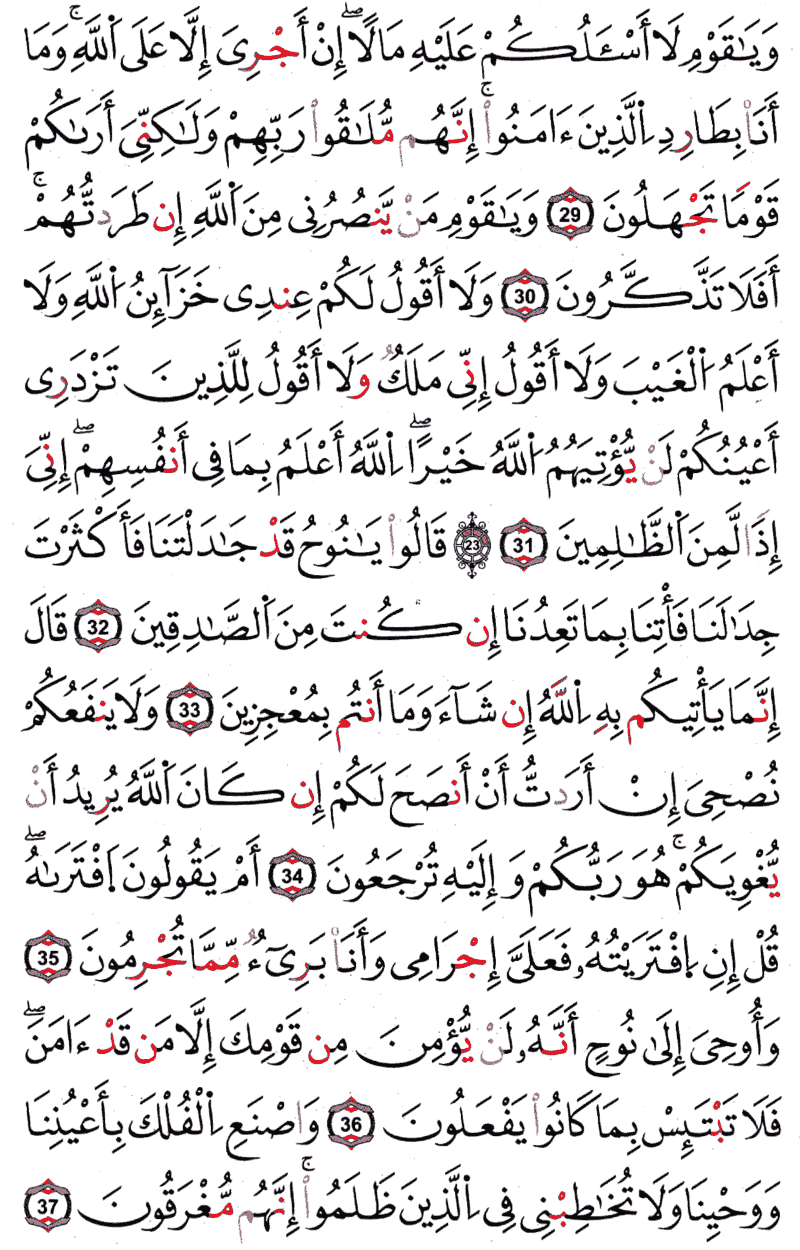 وَيَـٰقَوْمِ لَآ أَسْـَٔلُكُمْ عَلَيْهِ مَالًا ۖ إِنْ أَجْرِىَ إِلَّا عَلَى ٱللَّهِ ۚ وَمَآ
أَنَا۠ بِطَارِدِ ٱلَّذِينَ ءَامَنُوٓا۟ ۚ إِنَّهُم مُّلَـٰقُوا۟ رَبِّهِمْ وَلَـٰكِنِّىٓ أَرَىٰكُمْ
قَوْمًا تَجْهَلُونَ 29 وَيَـٰقَوْمِ مَنْ يَّنصُرُنِى مِنَ ٱللَّهِ إِن طَرَدتُّهُمْ ۚ
أَفَلَا تَذَّكَّرُونَ 30 وَلَآ أَقُولُ لَكُمْ عِندِى خَزَآئِنُ ٱللَّهِ وَلَآ
أَعْلَمُ ٱلْغَيْبَ وَلَآ أَقُولُ إِنِّى مَلَكٌ وَلَآ أَقُولُ لِلَّذِينَ تَزْدَرِىٓ
أَعْيُنُكُمْ لَنْ يُّؤْتِيَهُمُ ٱللَّهُ خَيْرًا ۖ ٱللَّهُ أَعْلَمُ بِمَا فِىٓ أَنفُسِهِمْ ۖ إِنِّىٓ
إِذًا لَّمِنَ ٱلظَّـٰلِمِينَ 31 23 قَالُوا۟ يَـٰنُوحُ قَدْ جَـٰدَلْتَنَا فَأَكْثَرْتَ
جِدَٰلَنَا فَأْتِنَا بِمَا تَعِدُنَآ إِن كُنتَ مِنَ ٱلصَّـٰدِقِينَ 32 قَالَ
إِنَّمَا يَأْتِيكُم بِهِ ٱللَّهُ إِن شَآءَ وَمَآ أَنتُم بِمُعْجِزِينَ 33 وَلَا يَنفَعُكُمْ
نُصْحِىَ إِنْ أَرَدتُّ أَنْ أَنصَحَ لَكُمْ إِن كَانَ ٱللَّهُ يُرِيدُ أَنْ
يُّغْوِيَكُمْ ۚ هُوَ رَبُّكُمْ وَإِلَيْهِ تُرْجَعُونَ 34 أَمْ يَقُولُونَ ٱفْتَرَىٰهُ ۖ
قُلْ إِنِ ٱفْتَرَيْتُهُۥ فَعَلَىَّ إِجْرَامِى وَأَنَا۠ بَرِىٓءٌ مِّمَّا تُجْرِمُونَ 35
وَأُوحِىَ إِلَىٰ نُوحٍ أَنَّهُۥ لَنْ يُّؤْمِنَ مِن قَوْمِكَ إِلَّا مَن قَدْ ءَامَنَ ۖ
فَلَا تَبْتَئِسْ بِمَا كَانُوا۟ يَفْعَلُونَ 36 وَاصْنَعِ ٱلْفُلْكَ بِأَعْيُنِنَا
وَوَحْيِنَا وَلَا تُخَـٰطِبْنِى فِى ٱلَّذِينَ ظَلَمُوٓا۟ ۚ إِنَّهُم مُّغْرَقُونَ 37